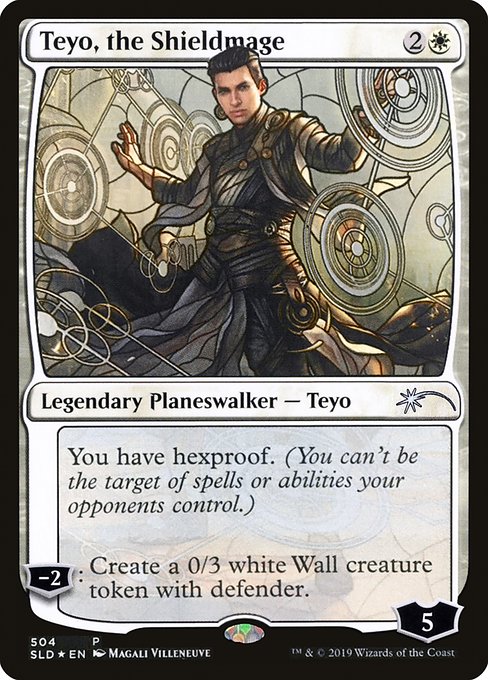 Teyo, the Shieldmage 2
Legendary Planeswalker — Teyo
You have hexproof. (You can't be
the target of spells or abilities your
opponents control.)
−2: Create a 0/3 white Wall creature
token with defender.
5
504 P
SLD ★ EN Magali Villeneuve
™ & © 2019 Wizards of the Coast